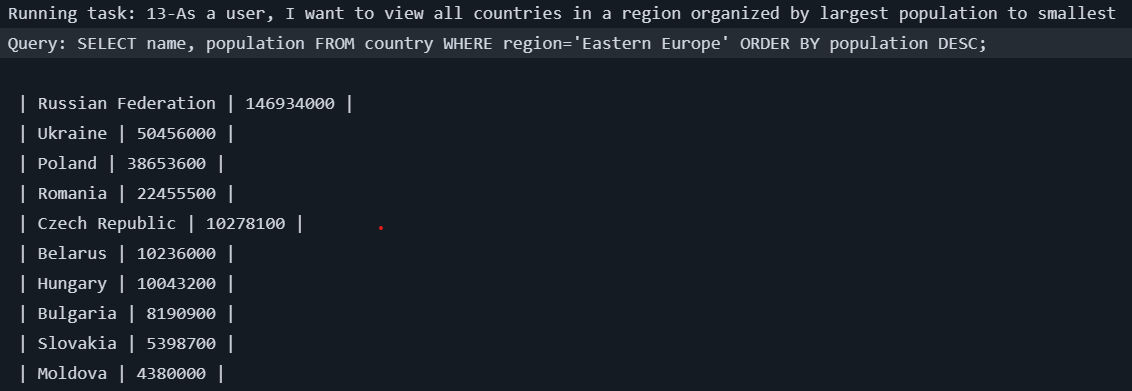 Running task: 13-As a user, I want to view all countries in a region organized by largest population to smallest
Query: SELECT name, population FROM country WHERE region='Eastern Europe' ORDER BY population DESC;
| Russian Federation | 146934000 |
| Ukraine | 50456000 |
| Poland | 38653600 |
| Romania | 22455500 |
| Czech Republic | 10278100 |
| Belarus | 10236000 |
| Hungary | 10043200 |
| Bulgaria | 8190900 |
| Slovakia | 5398700 |
| Moldova | 4380000 |